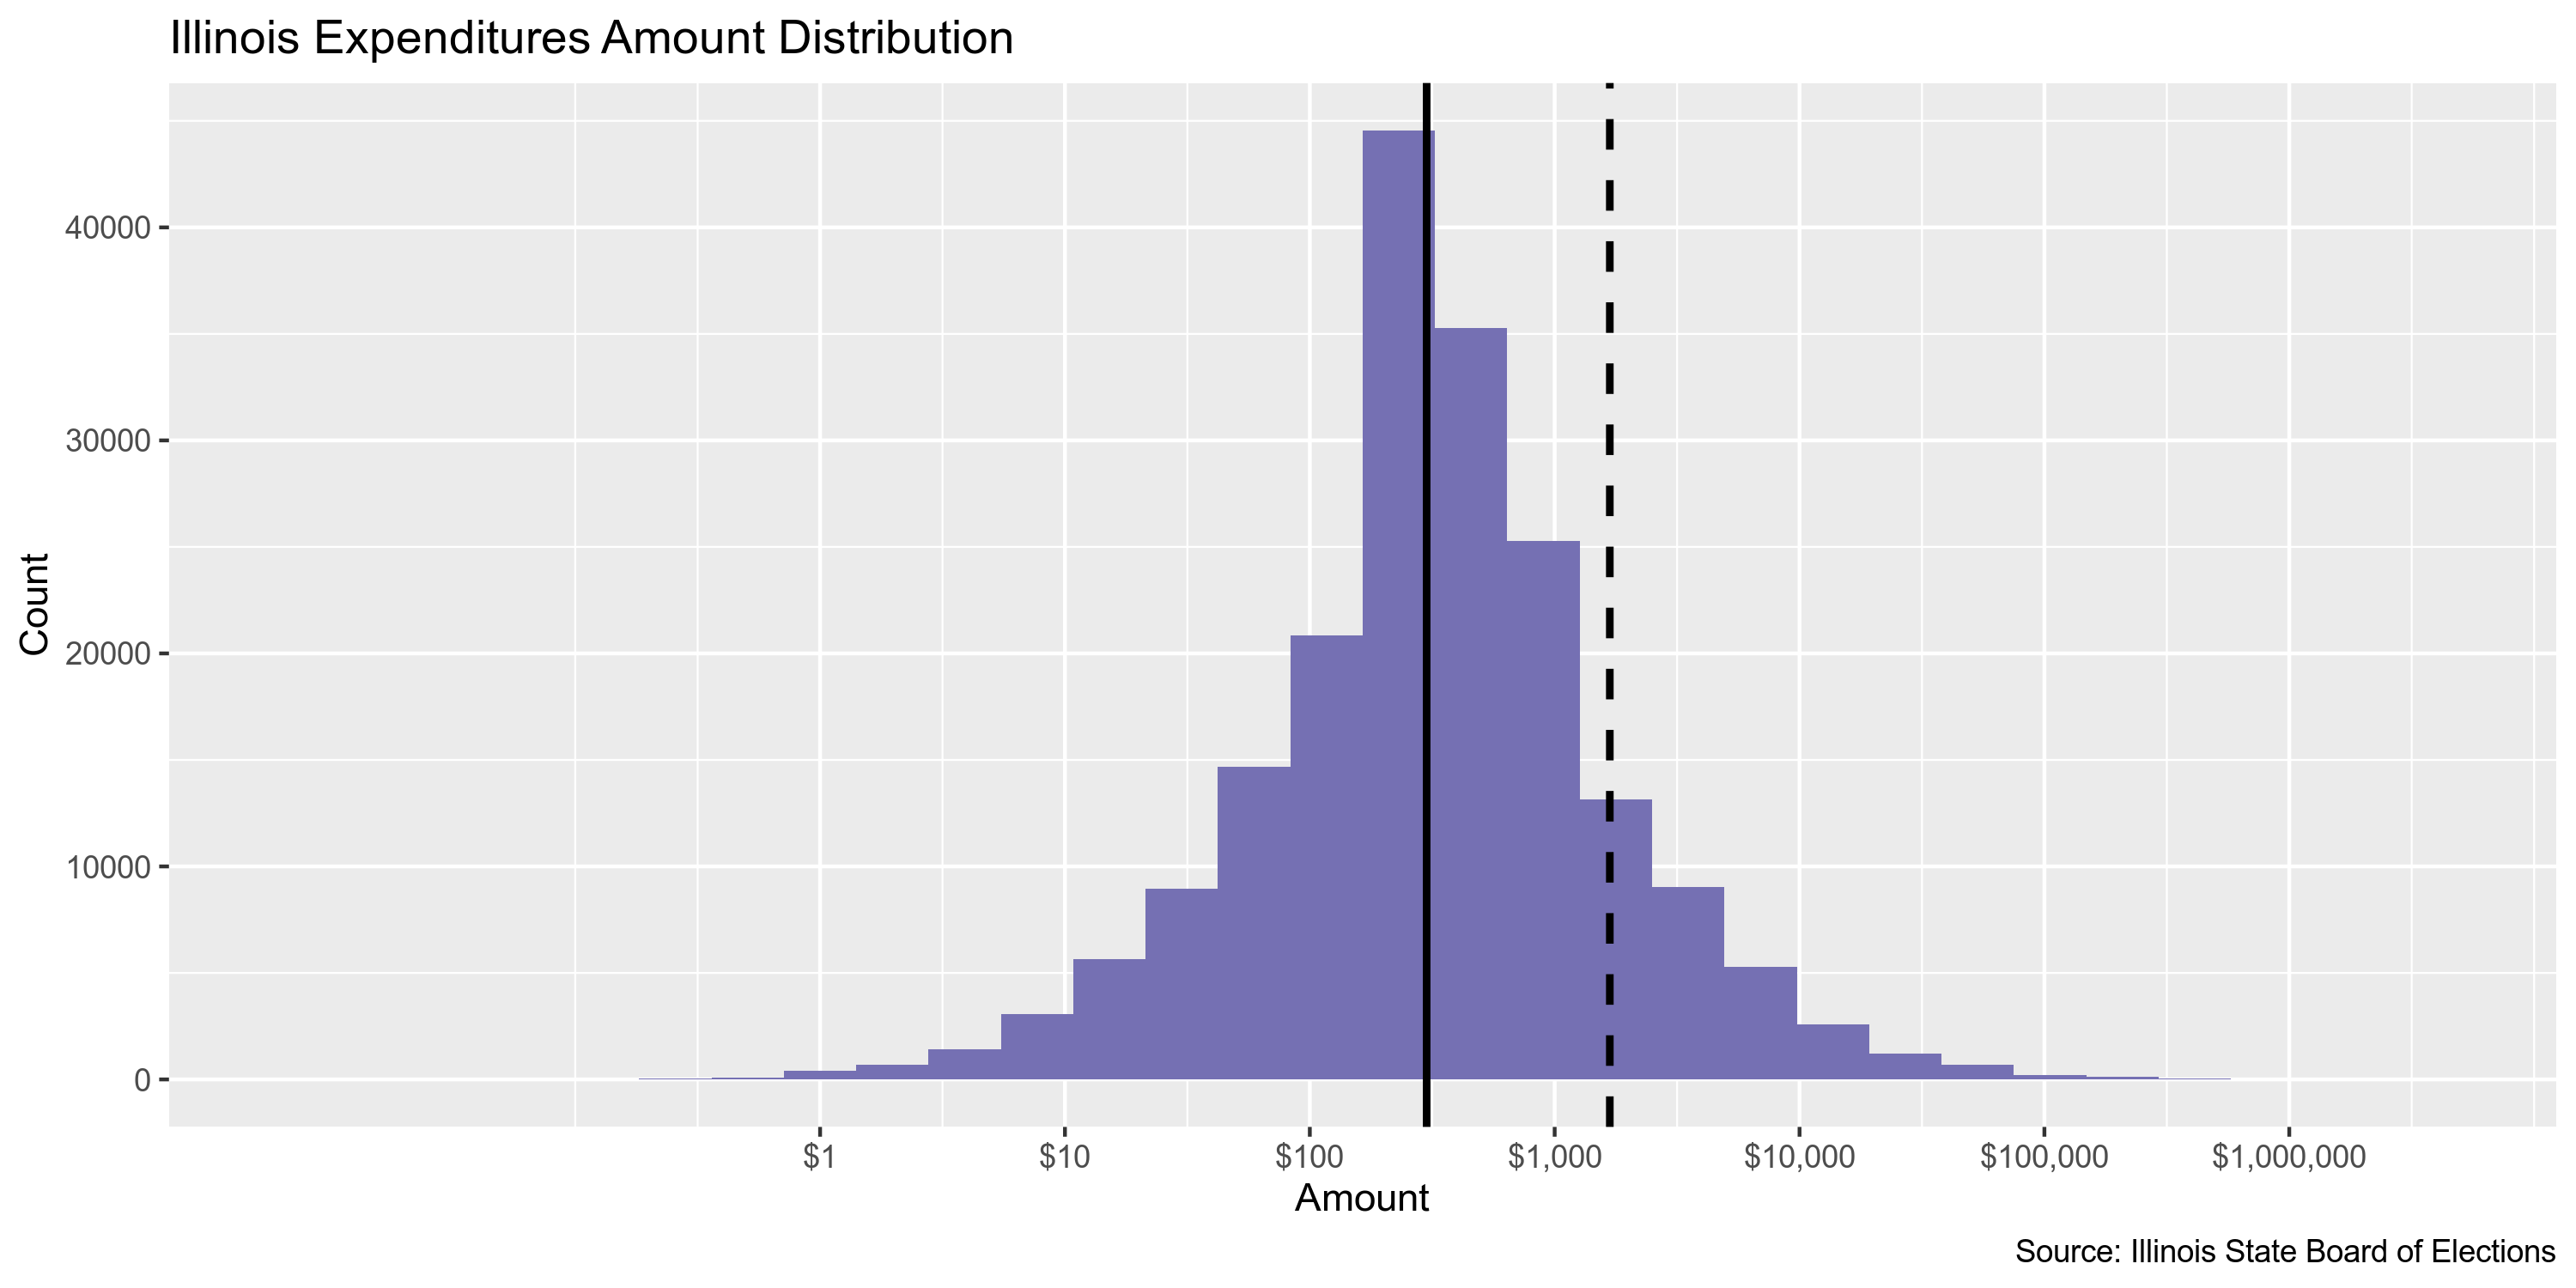 Illinois Expenditures Amount Distribution
Count
40000
30000
20000
10000
0
$1 $10 $100 $1,000 $10,000 $100,000 $1,000,000
Amount
Source: Illinois State Board of Elections